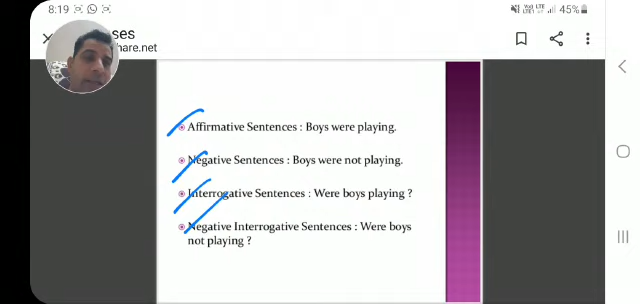 8:19 45%
ses
hare.net
Affirmative Sentences : Boys were playing.
Negative Sentences : Boys were not playing.
Interrogative Sentences : Were boys playing ?
Negative Interrogative Sentences : Were boys
not playing ?